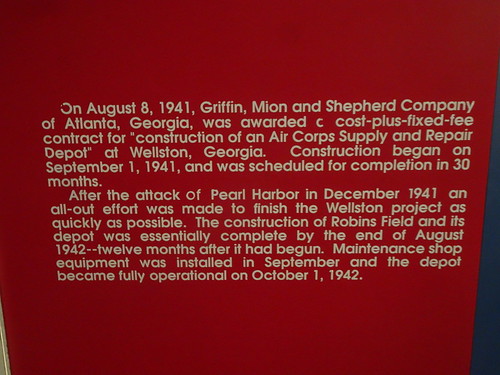 On August 8, 1941, Griffin, Mion and Shepherd Company
of Atlanta, Georgia, was awarded a cost-plus-fixed-fee
contract for "construction of an Air Corps Supply and Repair
Depot" at Wellston, Georgia. Construction began on
September 1, 1941, and was scheduled for completion in 30
months.
After the attack of Pearl Harbor in December 1941 an
all-out effort was made to finish the Wellston project as
quickly as possible. The construction of Robins Field and its
depot was essentially complete by the end of August
1942--twelve months after it had begun. Maintenance shop
equipment was installed in September and the depot
became fully operational on October 1, 1942.